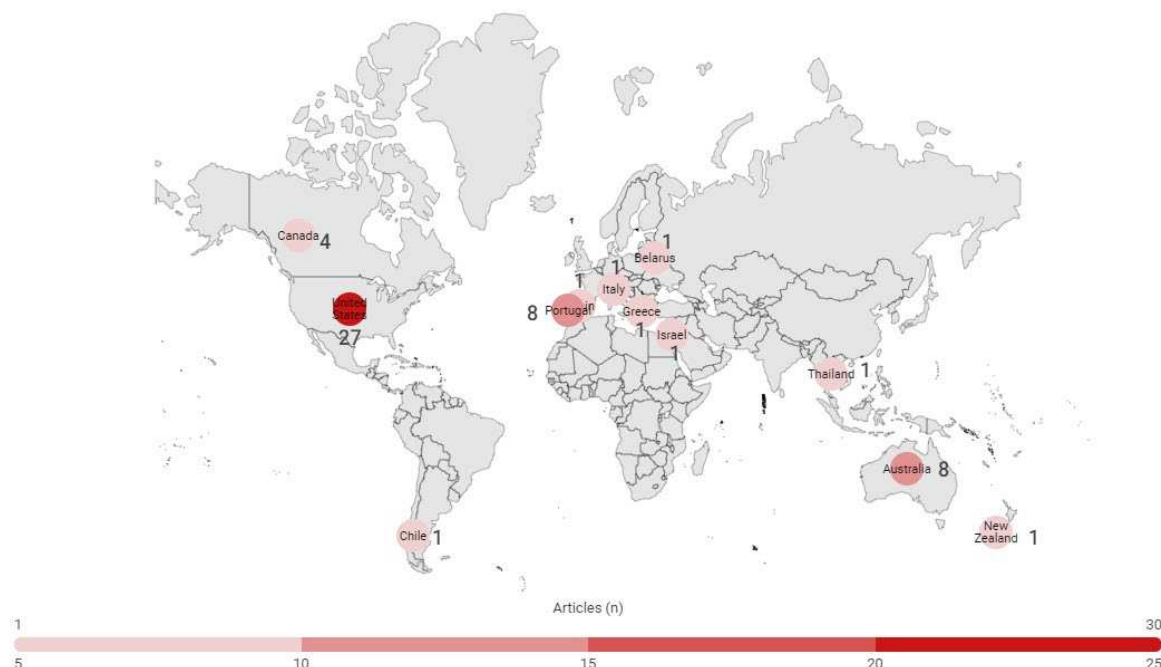 Canada 4
1
Belarus
1
Italy
1
8 Portugal
Greece
1
Israel
1
United
States
27
Thailand 1
Australia 8
Chile 1
New
Zealand 1
Articles (n)
1 30
5 10 15 20 25